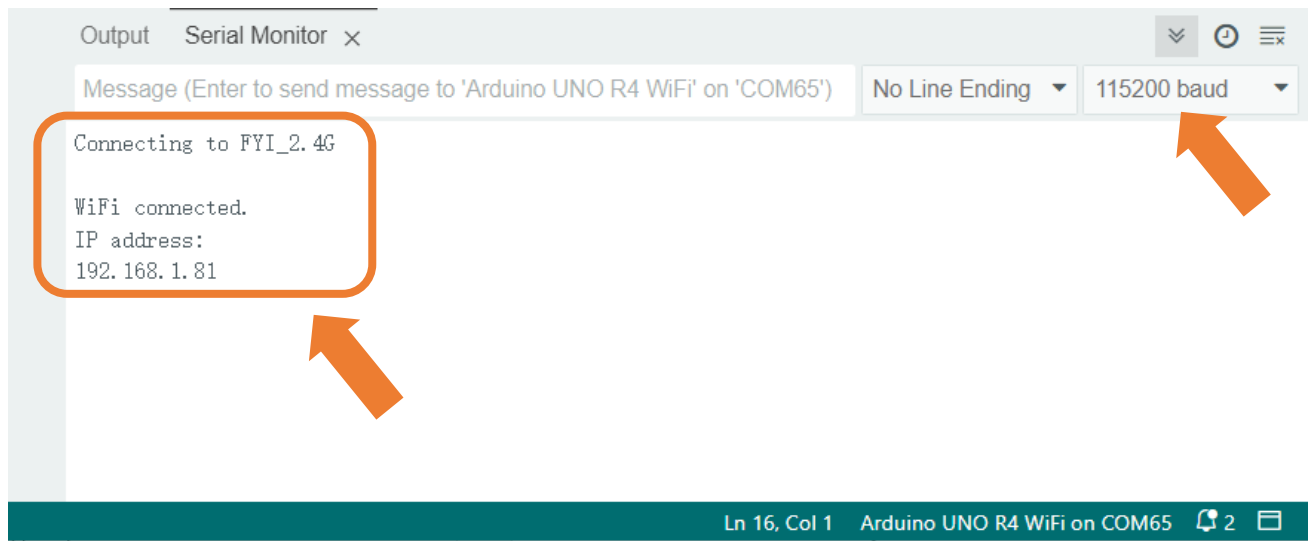 Output Serial Monitor
Message (Enter to send message to 'Arduino UNO R4 WiFi' on 'COM65') No Line Ending 115200 baud
Connecting to FYI_2.4G
WiFi connected.
IP address:
192.168.1.81
Ln 16, Col 1 Arduino UNO R4 WiFi on COM65 2